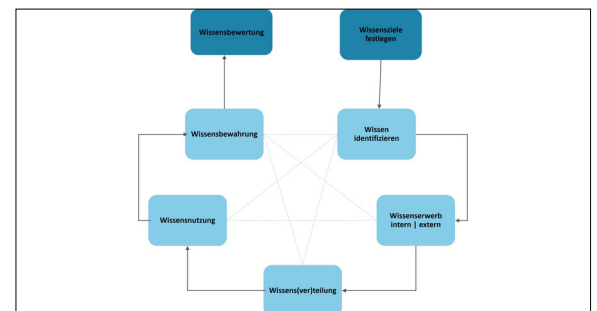 Wissensbewertung
Wissensziele
festlegen
Wissensbewahrung
Wissen
identifizieren
Wissensnutzung
Wissenserwerb
intern | extern
Wissens(ver)teilung